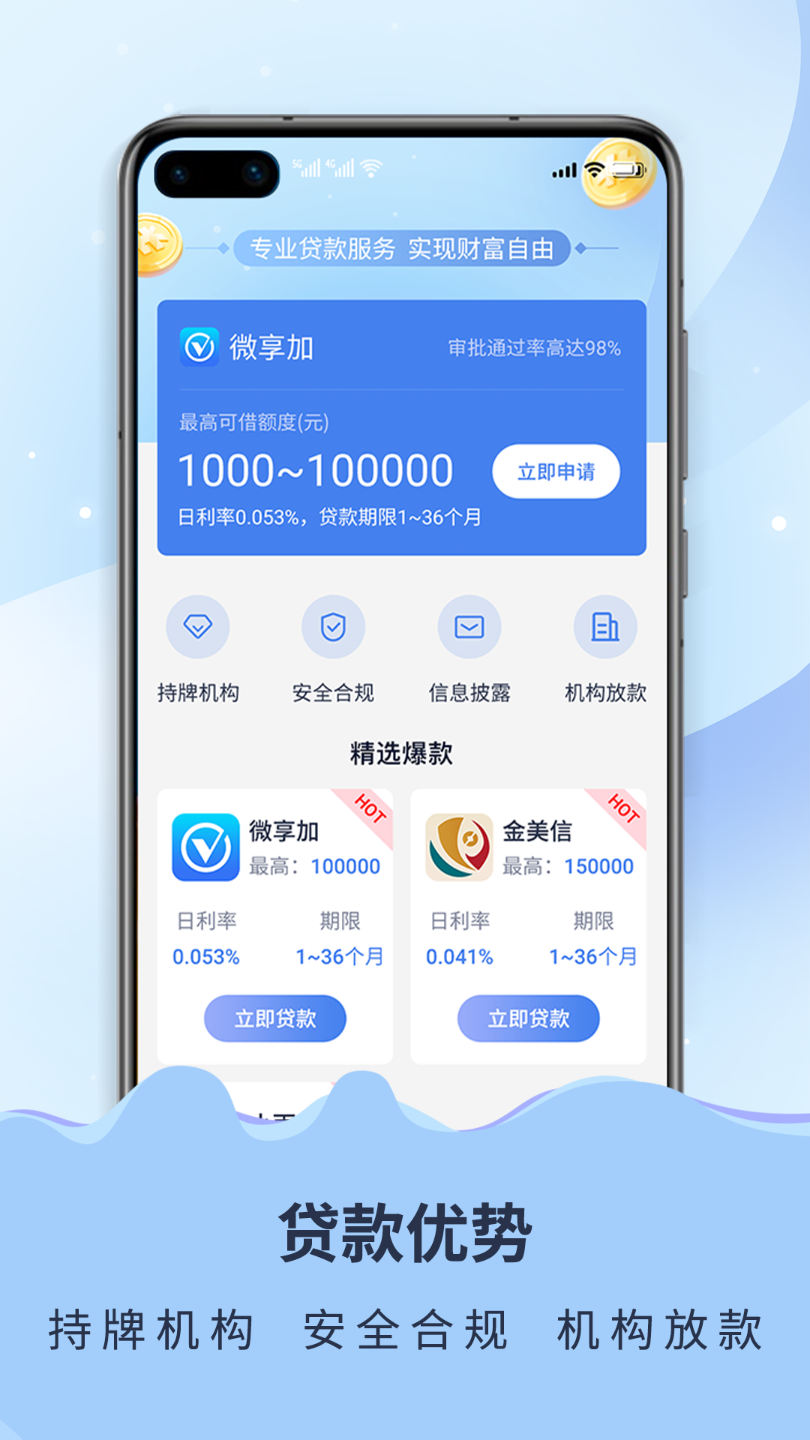 5G 4G
专业贷款服务 实现财富自由
微享加 审批通过率高达98%
最高可借额度(元)
1000~100000 立即申请
日利率0.053%，贷款期限1~36个月
持牌机构 安全合规 信息披露 机构放款
精选爆款
HOT HOT
微享加 金美信
最高：100000 最高：150000
日利率 期限 日利率 期限
0.053% 1~36个月 0.041% 1~36个月
立即贷款 立即贷款
贷款优势
持牌机构 安全合规 机构放款